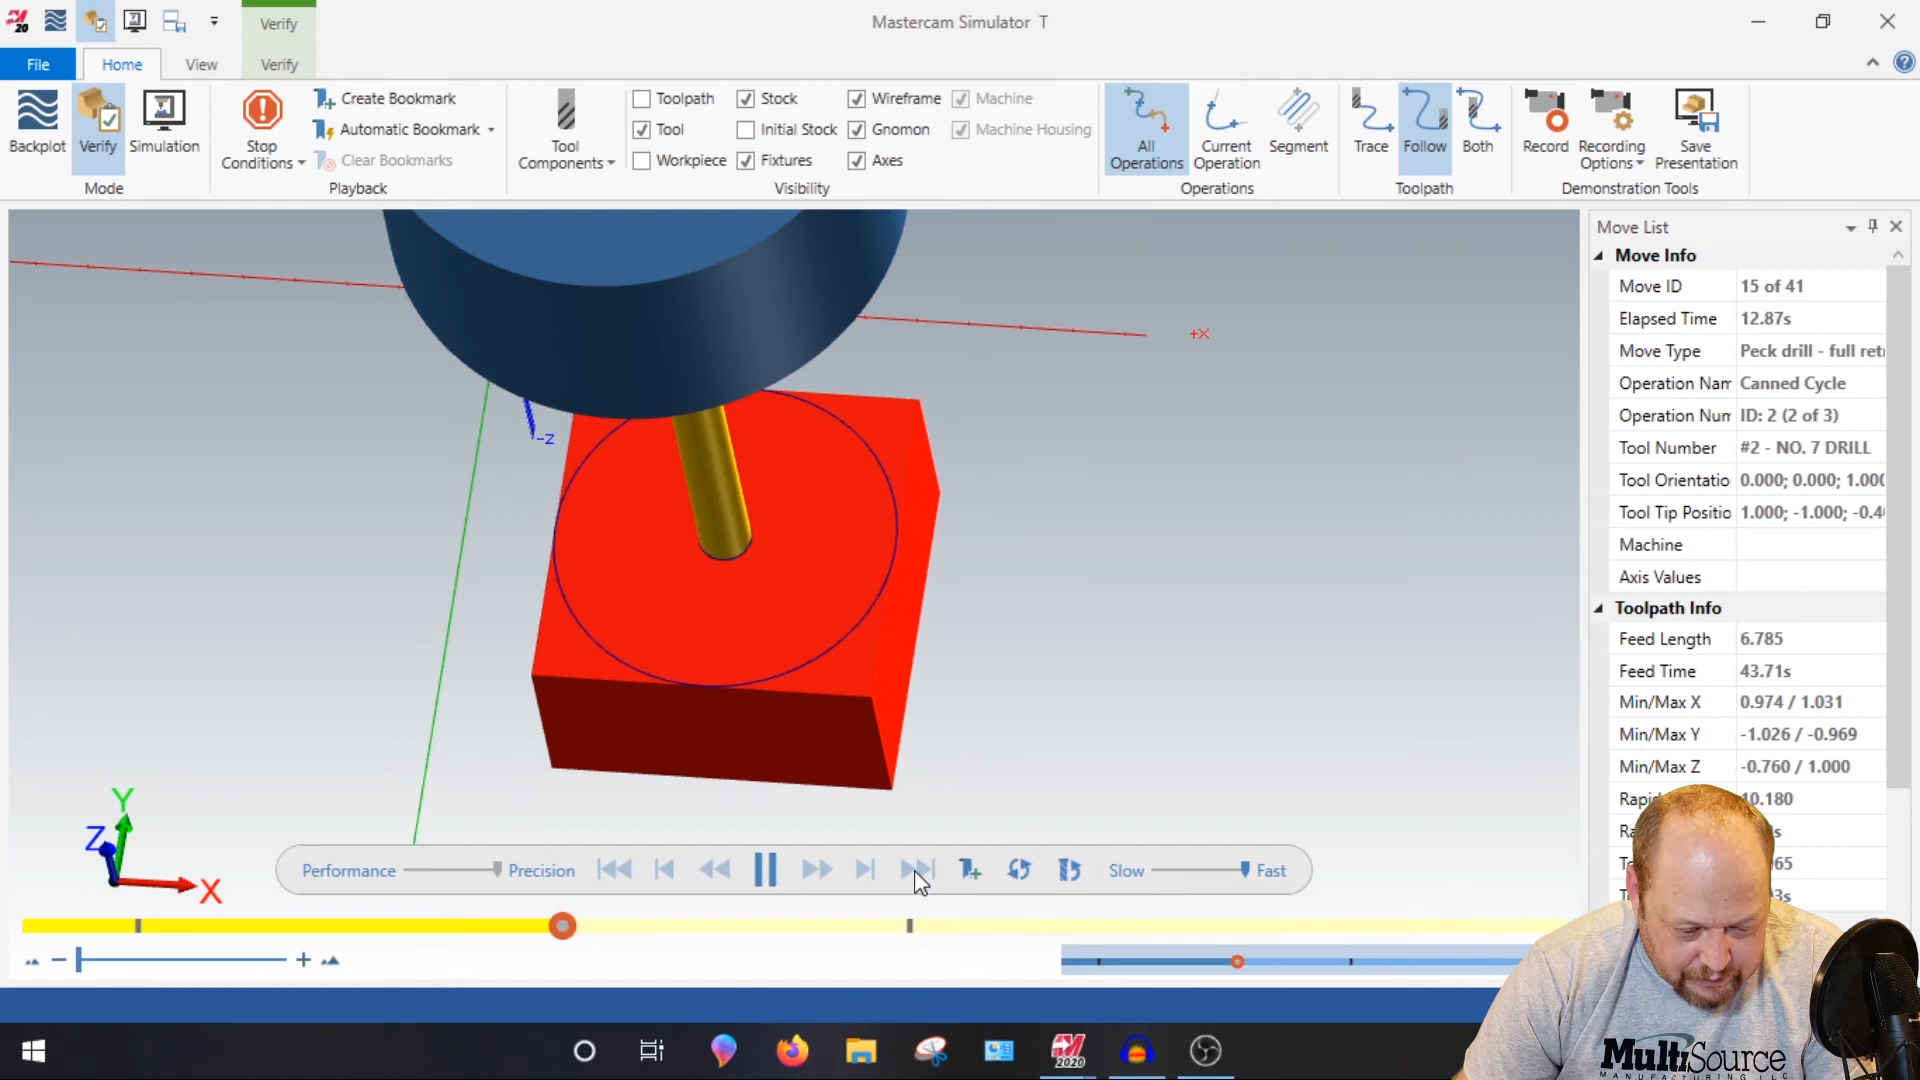 20
Verify
Mastercam Simulator T
File
Home
View
Verify
Backplot
Verify
Simulation
Mode
Stop Conditions
Create Bookmark
Automatic Bookmark
Clear Bookmarks
Playback
Tool Components
Toolpath
Tool
Workpiece
Stock
Initial Stock
Fixtures
Wireframe
Gnomon
Axes
Machine
Machine Housing
Visibility
All Operations
Current Operation
Segment
Operations
Trace
Follow
Both
Toolpath
Record
Recording Options
Save Presentation
Demonstration Tools
+X
-Z
Y
Z
X
Move List
Move Info
Move ID 15 of 41
Elapsed Time 12.87s
Move Type Peck drill - full
Operation Nam Canned Cycle
Operation Num ID: 2 (2 of 3)
Tool Number #2 - NO. 7 DRILL
Tool Orientatio 0.000; 0.000; 1.000
Tool Tip Positio 1.000; -1.000;
Machine
Axis Values
Toolpath Info
Feed Length 6.785
Feed Time 43.71s
Min/Max X 0.974 / 1.031
Min/Max Y -1.026 / -0.969
Min/Max Z -0.760 / 1.000
10.180
Performance Precision Slow Fast
2020
MultiSource
MANUFACTURING LLC